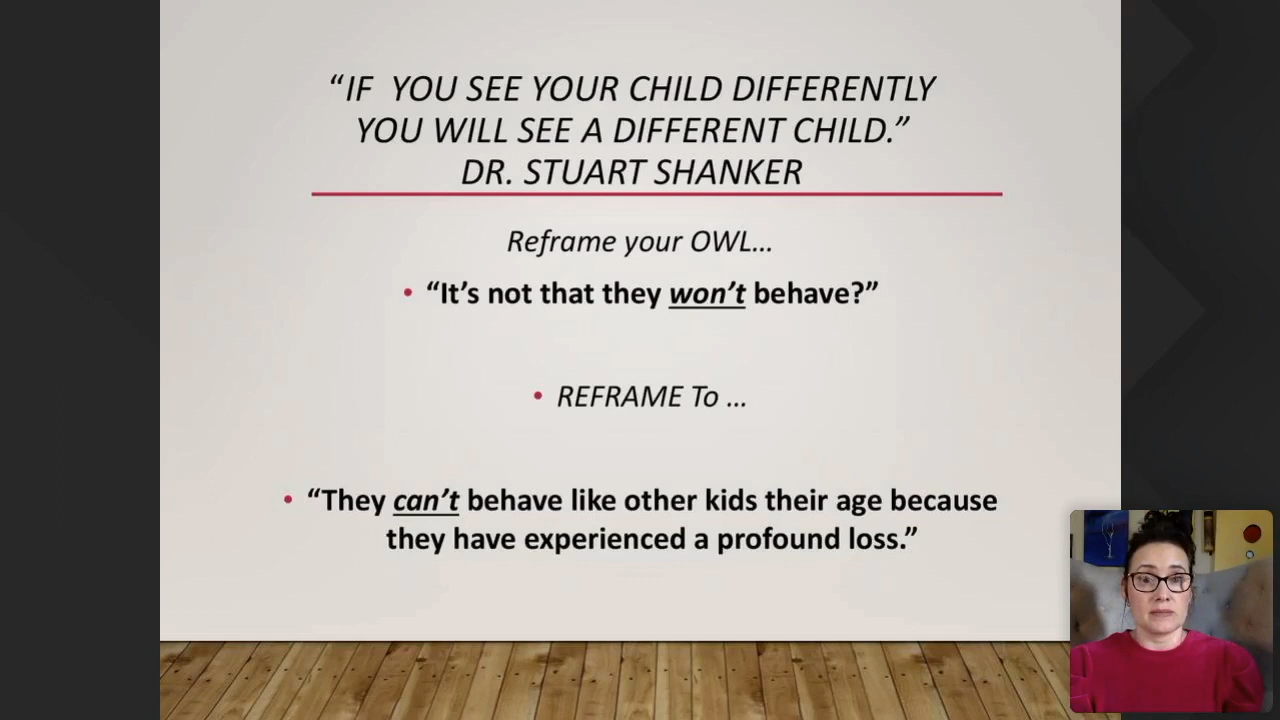 “IF YOU SEE YOUR CHILD DIFFERENTLY
YOU WILL SEE A DIFFERENT CHILD.”
DR. STUART SHANKER
Reframe your OWL...
• “It’s not that they won’t behave?”
• REFRAME To ...
• “They can’t behave like other kids their age because
they have experienced a profound loss.”